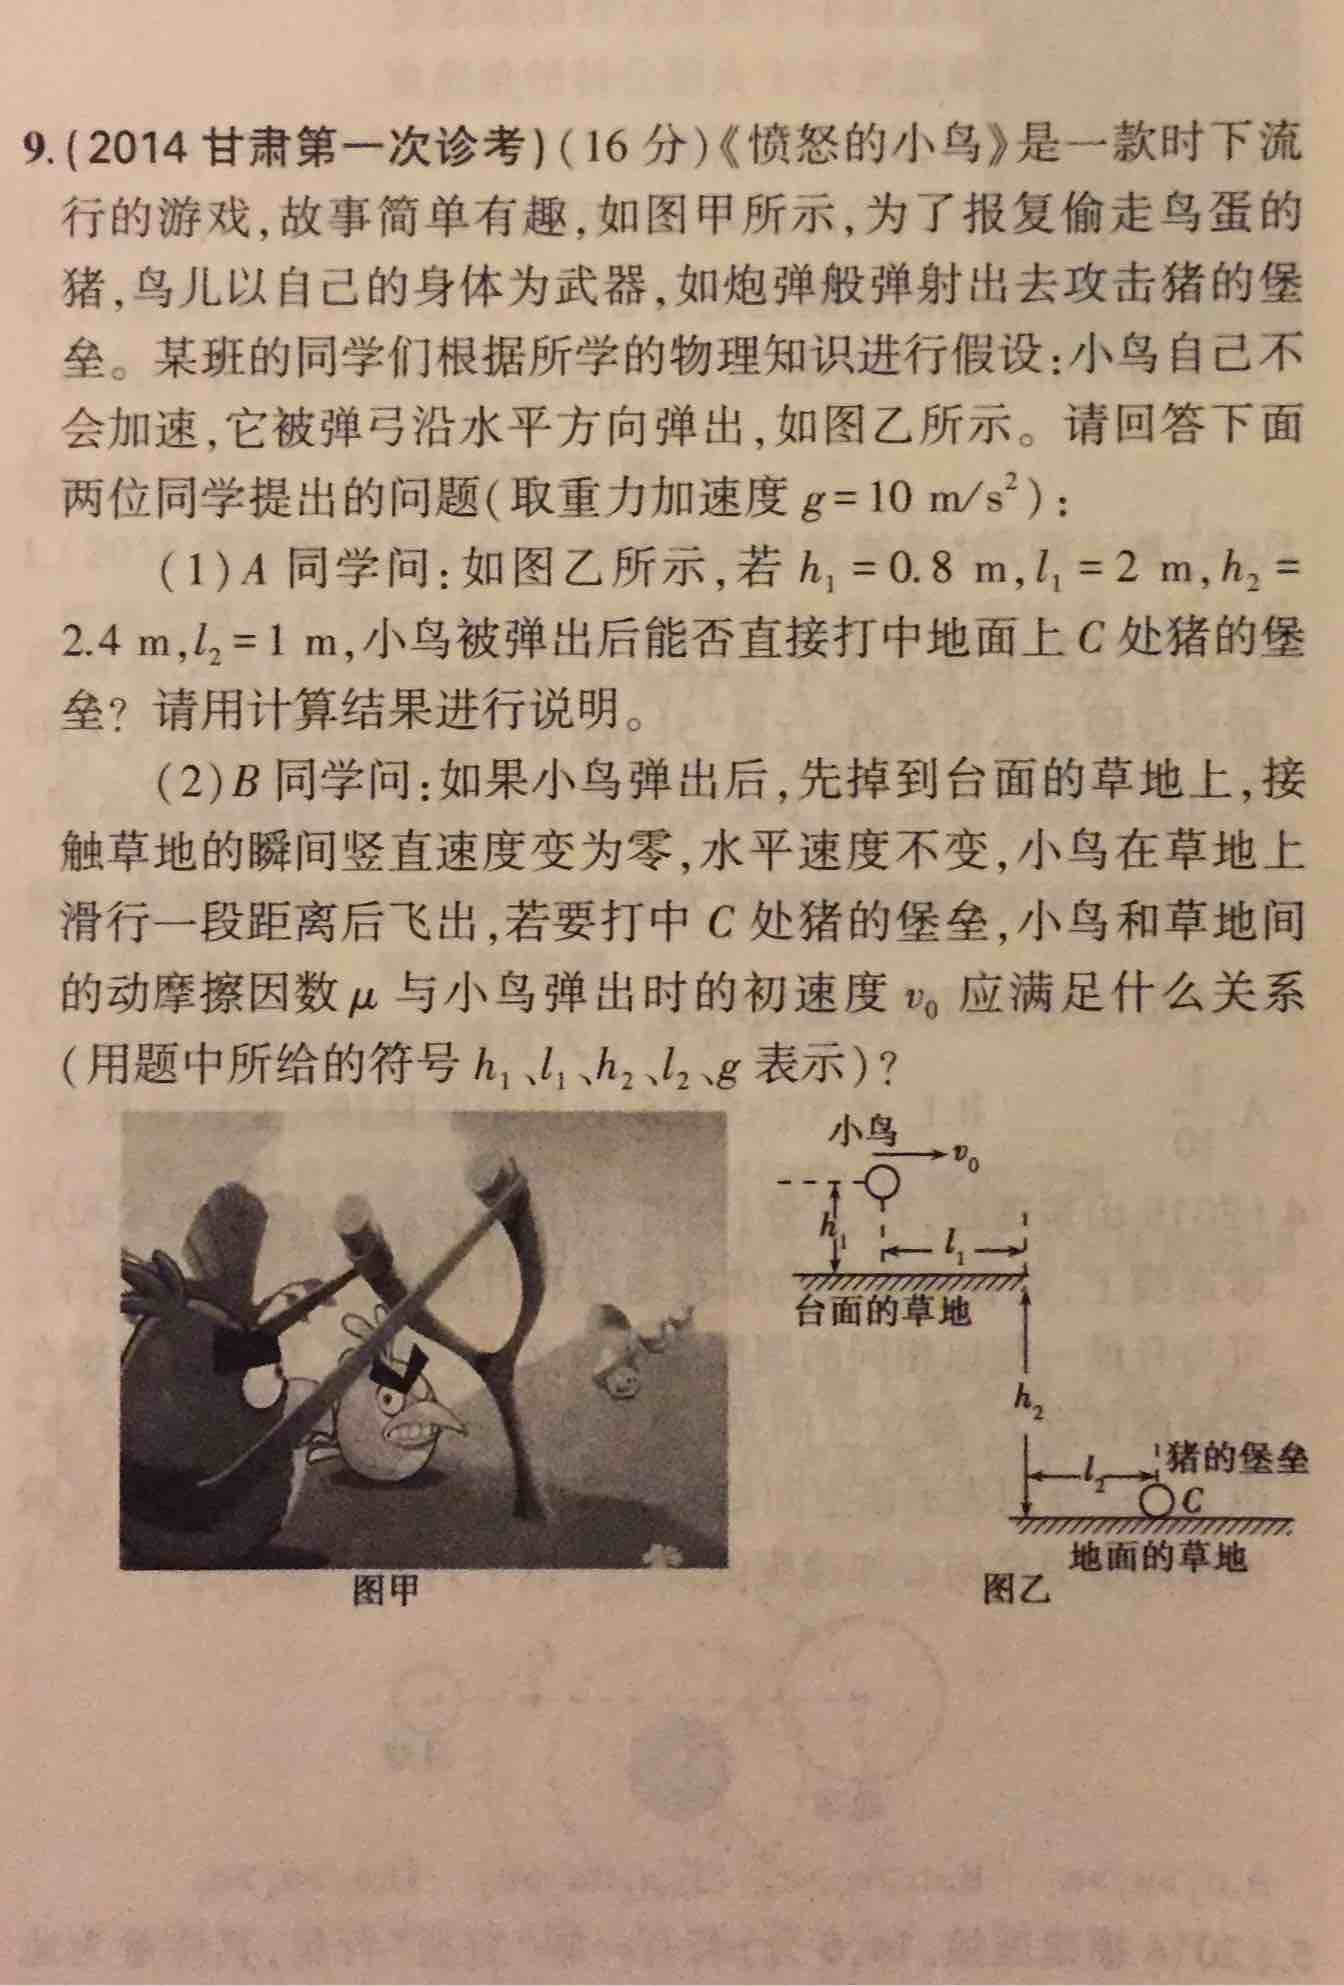 9.(2014 甘肃第一次诊考)(16 分)《愤怒的小鸟》是一款时下流
行的游戏,故事简单有趣,如图甲所示,为了报复偷走鸟蛋的
猪,鸟儿以自己的身体为武器,如炮弹般弹射出去攻击猪的堡
垒。某班的同学们根据所学的物理知识进行假设:小鸟自己不
会加速,它被弹弓沿水平方向弹出,如图乙所示。请回答下面
两位同学提出的问题(取重力加速度 g=10 m/s²):
(1)A 同学问:如图乙所示,若 h₁=0.8 m,l₁=2 m,h₂=
2.4 m,l₂=1 m,小鸟被弹出后能否直接打中地面上 C 处猪的堡
垒?请用计算结果进行说明。
(2)B 同学问:如果小鸟弹出后,先掉到台面的草地上,接
触草地的瞬间竖直速度变为零,水平速度不变,小鸟在草地上
滑行一段距离后飞出,若要打中 C 处猪的堡垒,小鸟和草地间
的动摩擦因数 μ 与小鸟弹出时的初速度 v₀ 应满足什么关系
(用题中所给的符号 h₁、l₁、h₂、l₂、g 表示)?
小鸟
v₀
h₁
l₁
台面的草地
h₂
l₂
猪的堡垒
C
地面的草地
图甲
图乙